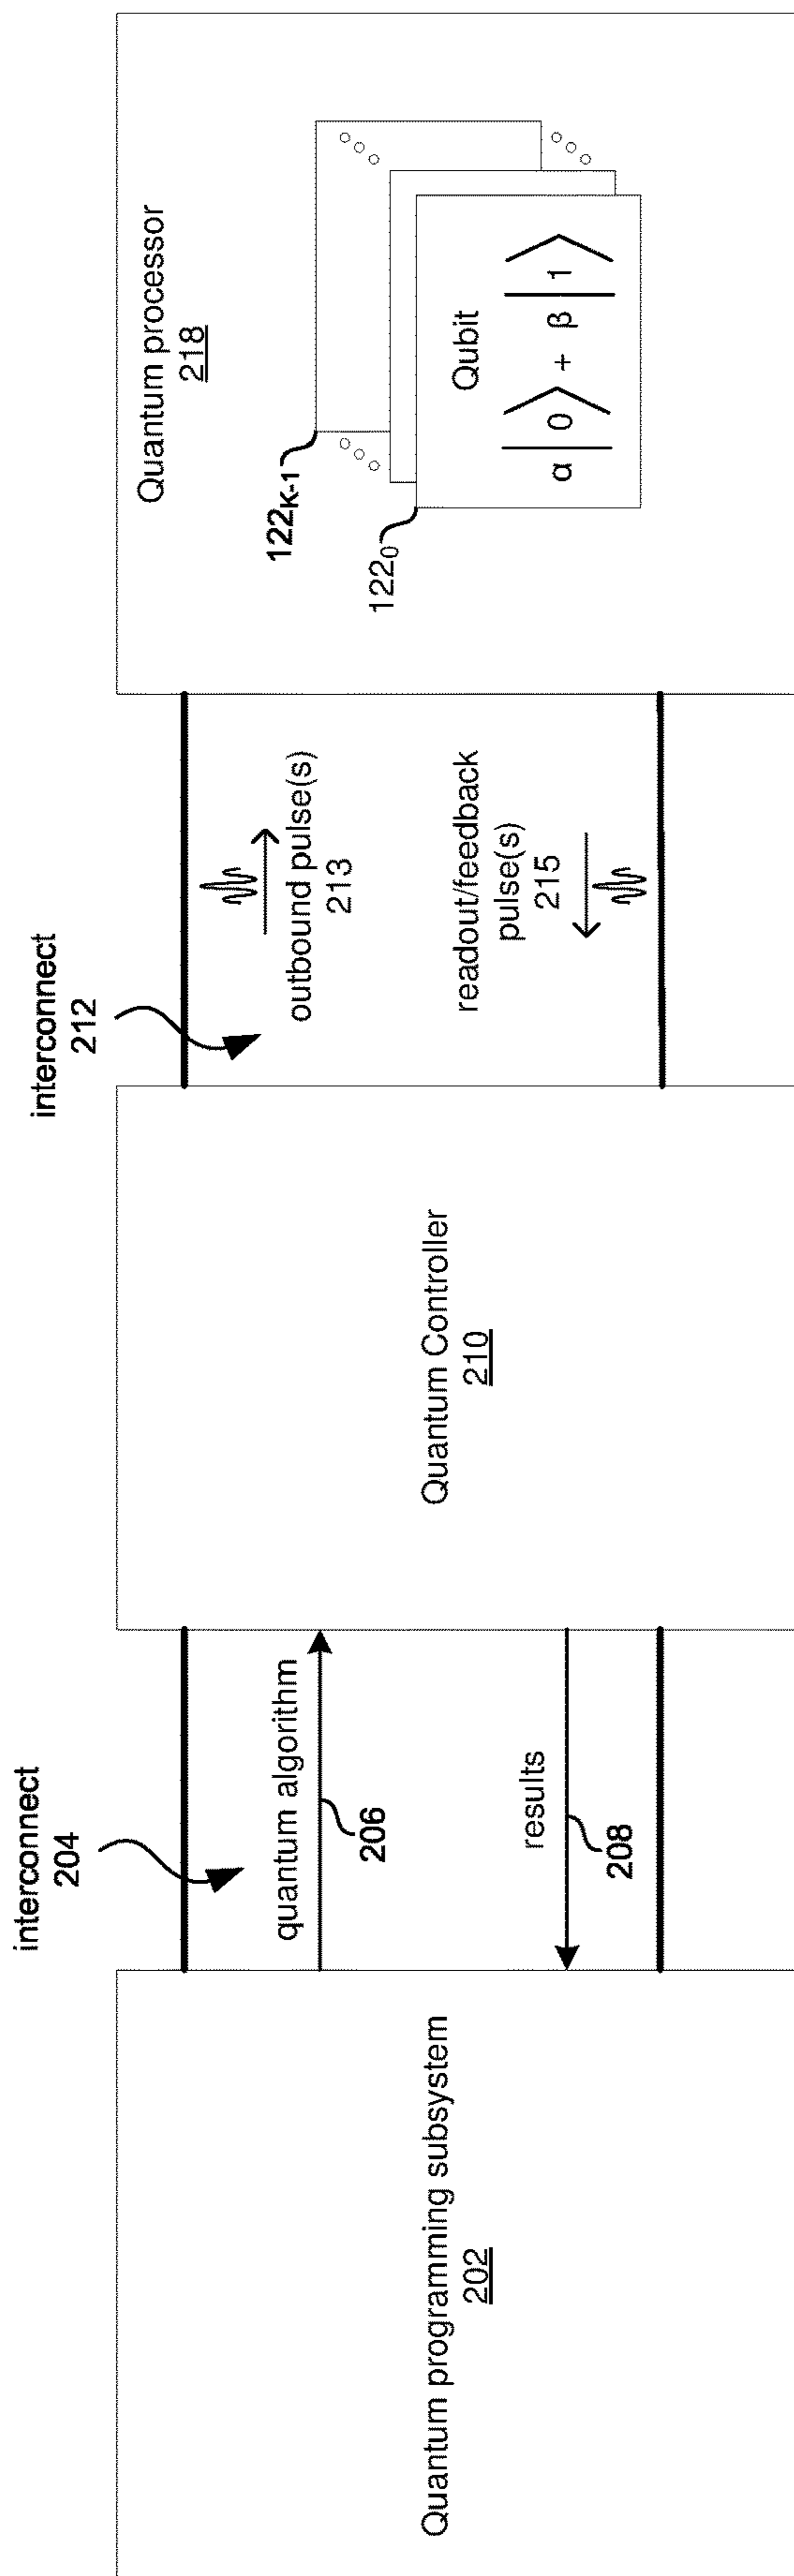 interconnect
204
interconnect
212
Quantum programming subsystem
202
quantum algorithm
206
results
208
Quantum Controller
210
outbound pulse(s)
213
readout/feedback
pulse(s)
215
Quantum processor
218
122K-1
1220
Qubit
α|0⟩ + β|1⟩